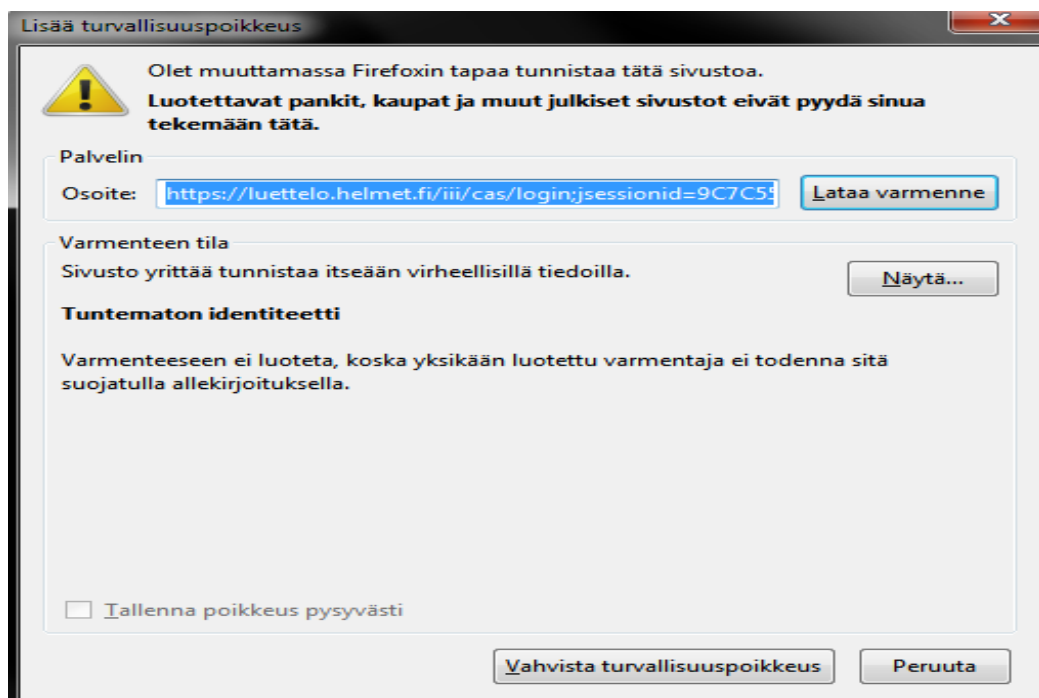 Lisää turvallisuuspoikkeus
Olet muuttamassa Firefoxin tapaa tunnistaa tätä sivustoa.
Luotettavat pankit, kaupat ja muut julkiset sivustot eivät pyydä sinua
tekemään tätä.
Palvelin
Osoite: https://luettelo.helmet.fi/iii/cas/login;jsessionid=9C7C55 Lataa varmenne
Varmenteen tila
Sivusto yrittää tunnistaa itseään virheellisillä tiedoilla. Näytä...
Tuntematon identiteetti
Varmenteeseen ei luoteta, koska yksikään luotettu varmentaja ei todenna sitä
suojatulla allekirjoituksella.
Tallenna poikkeus pysyvästi
Vahvista turvallisuuspoikkeus Peruuta